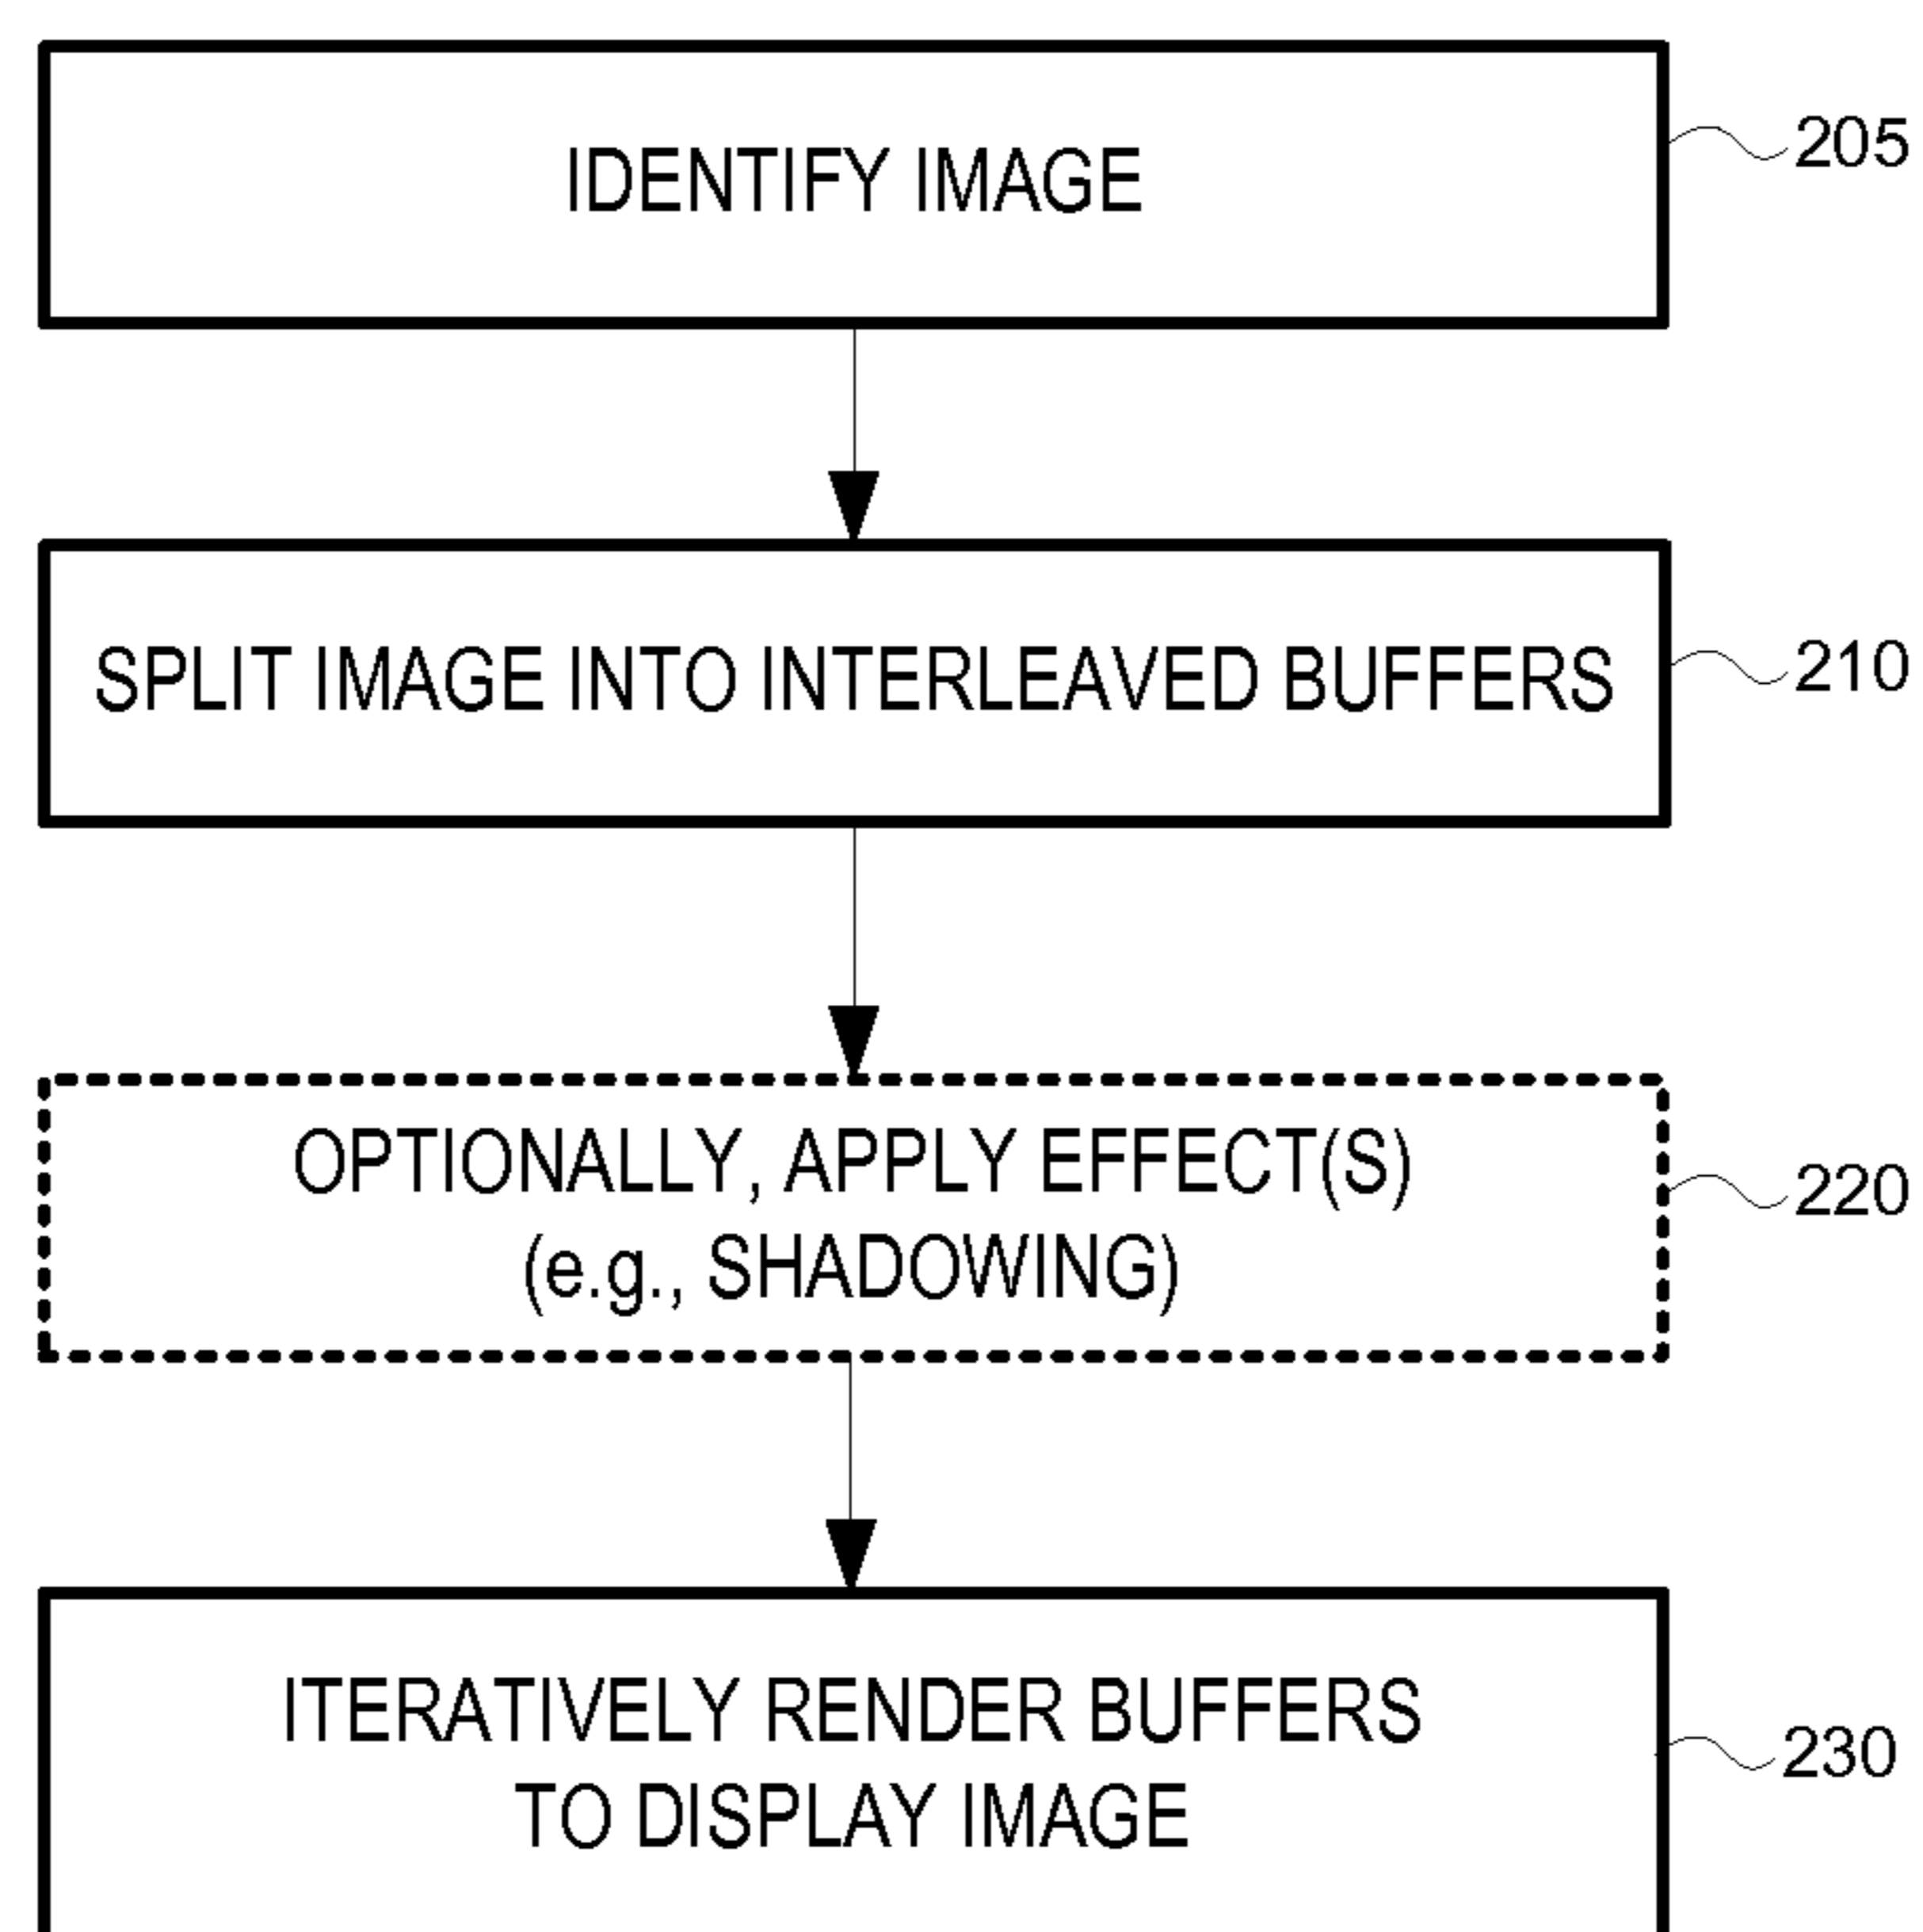 IDENTIFY IMAGE
205
SPLIT IMAGE INTO INTERLEAVED BUFFERS
210
OPTIONALLY, APPLY EFFECT(S)
(e.g., SHADOWING)
220
ITERATIVELY RENDER BUFFERS
TO DISPLAY IMAGE
230